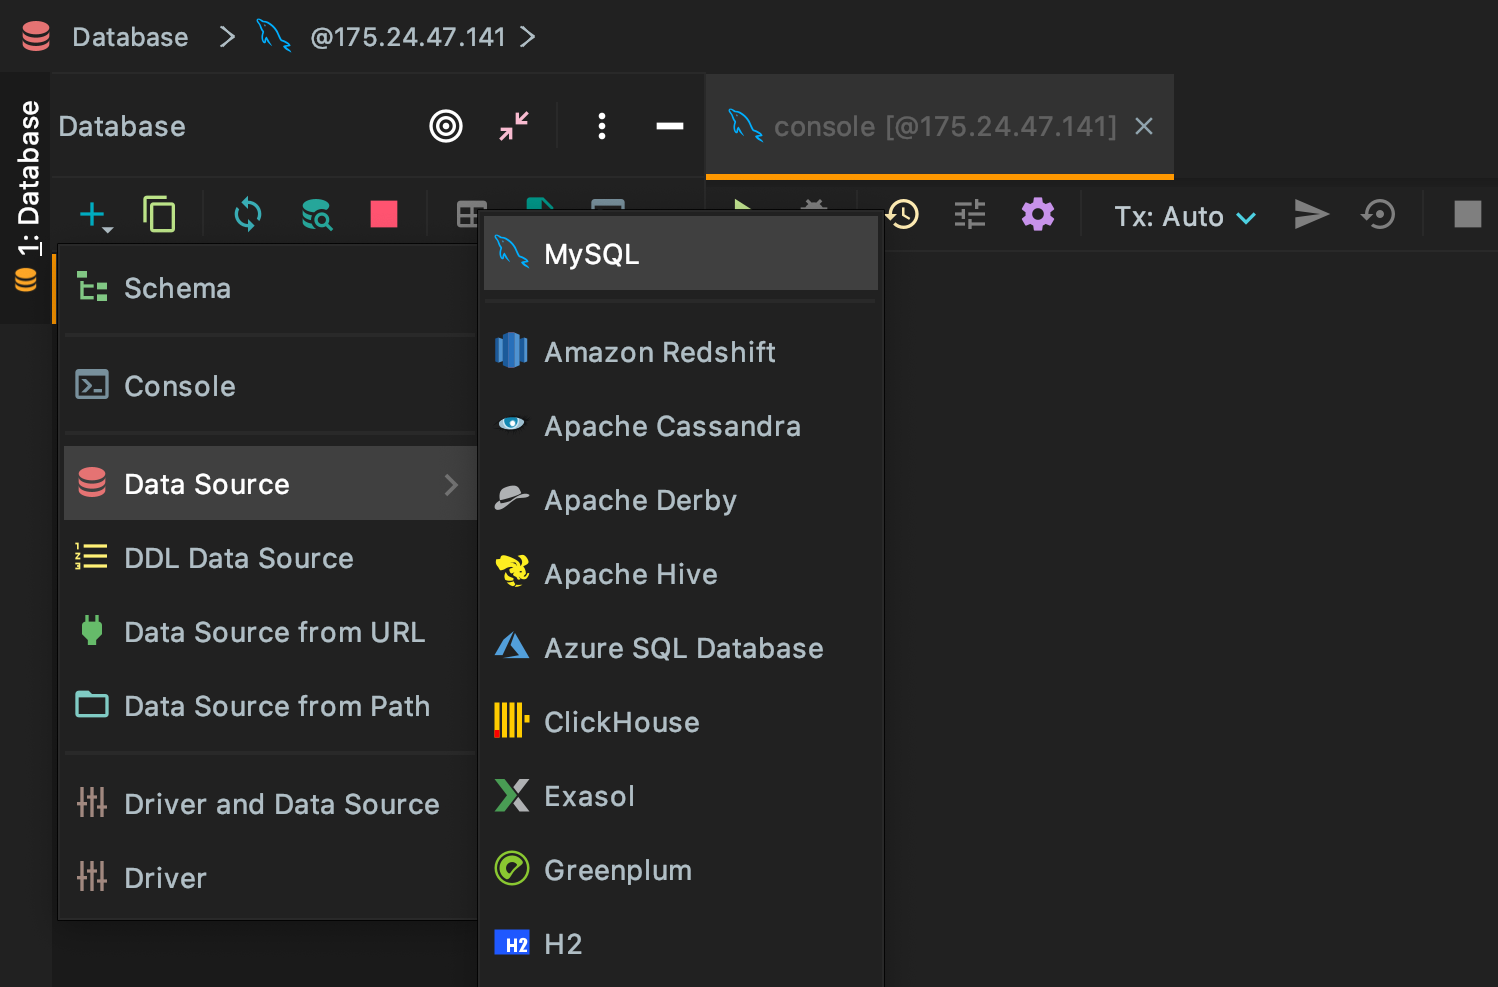 Database > @175.24.47.141 >
1: Database
Database
console [@175.24.47.141]
Tx: Auto
Schema
Console
Data Source
DDL Data Source
Data Source from URL
Data Source from Path
Driver and Data Source
Driver
MySQL
Amazon Redshift
Apache Cassandra
Apache Derby
Apache Hive
Azure SQL Database
ClickHouse
Exasol
Greenplum
H2 H2